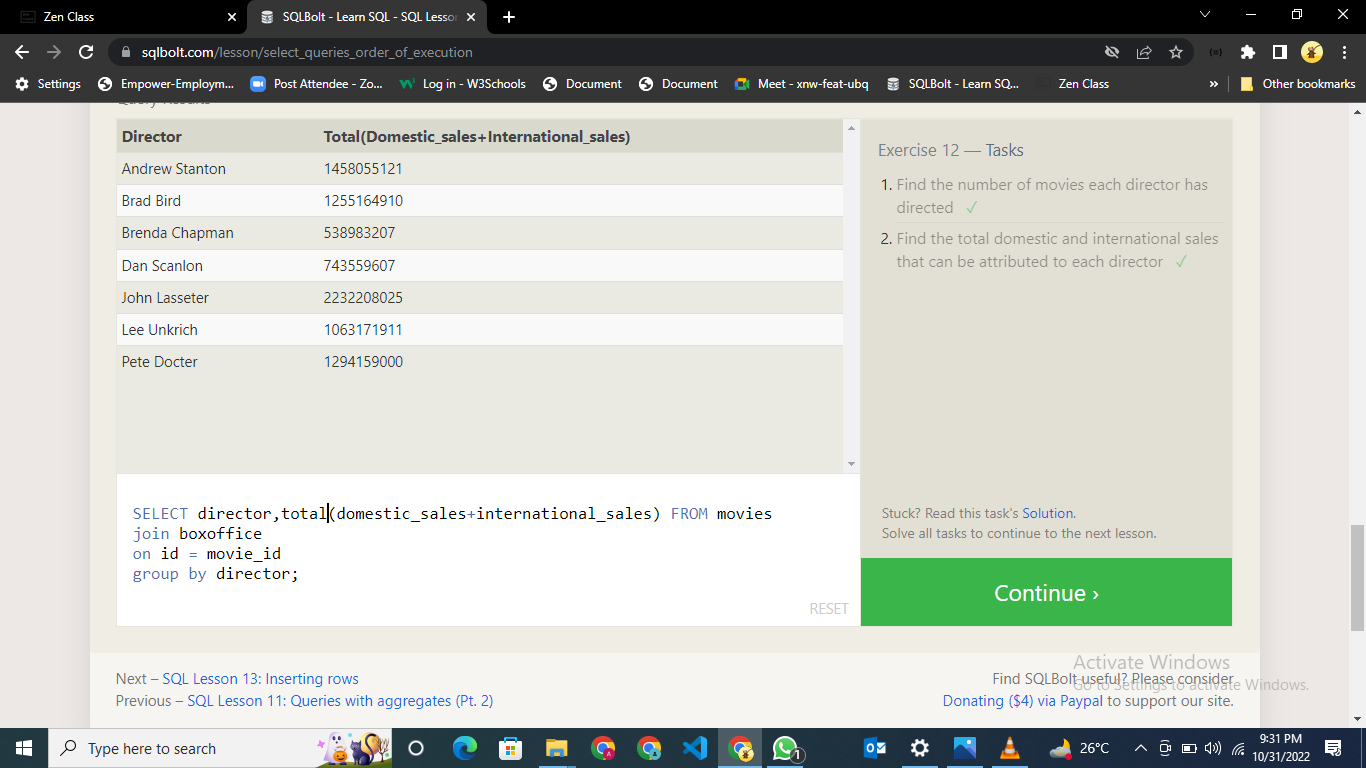 Zen Class
SQLBolt - Learn SQL - SQL Lesson
sqlbolt.com/lesson/select_queries_order_of_execution
Settings
Empower-Employm...
Post Attendee - Zo...
Log in - W3Schools
Document
Document
Meet - xnw-feat-ubq
SQLBolt - Learn SQ...
Zen Class
»
Other bookmarks
Query Results
Director Total(Domestic_sales+International_sales)
Andrew Stanton 1458055121
Brad Bird 1255164910
Brenda Chapman 538983207
Dan Scanlon 743559607
John Lasseter 2232208025
Lee Unkrich 1063171911
Pete Docter 1294159000
Exercise 12 — Tasks
1. Find the number of movies each director has
directed ✓
2. Find the total domestic and international sales
that can be attributed to each director ✓
SELECT director,total(domestic_sales+international_sales) FROM movies
join boxoffice
on id = movie_id
group by director;
RESET
Stuck? Read this task's Solution.
Solve all tasks to continue to the next lesson.
Continue ›
Next – SQL Lesson 13: Inserting rows
Previous – SQL Lesson 11: Queries with aggregates (Pt. 2)
Find SQLBolt useful? Please consider
Donating ($4) via Paypal to support our site.
Activate Windows
Go to Settings to activate Windows.
Type here to search
1
26°C
9:31 PM
10/31/2022